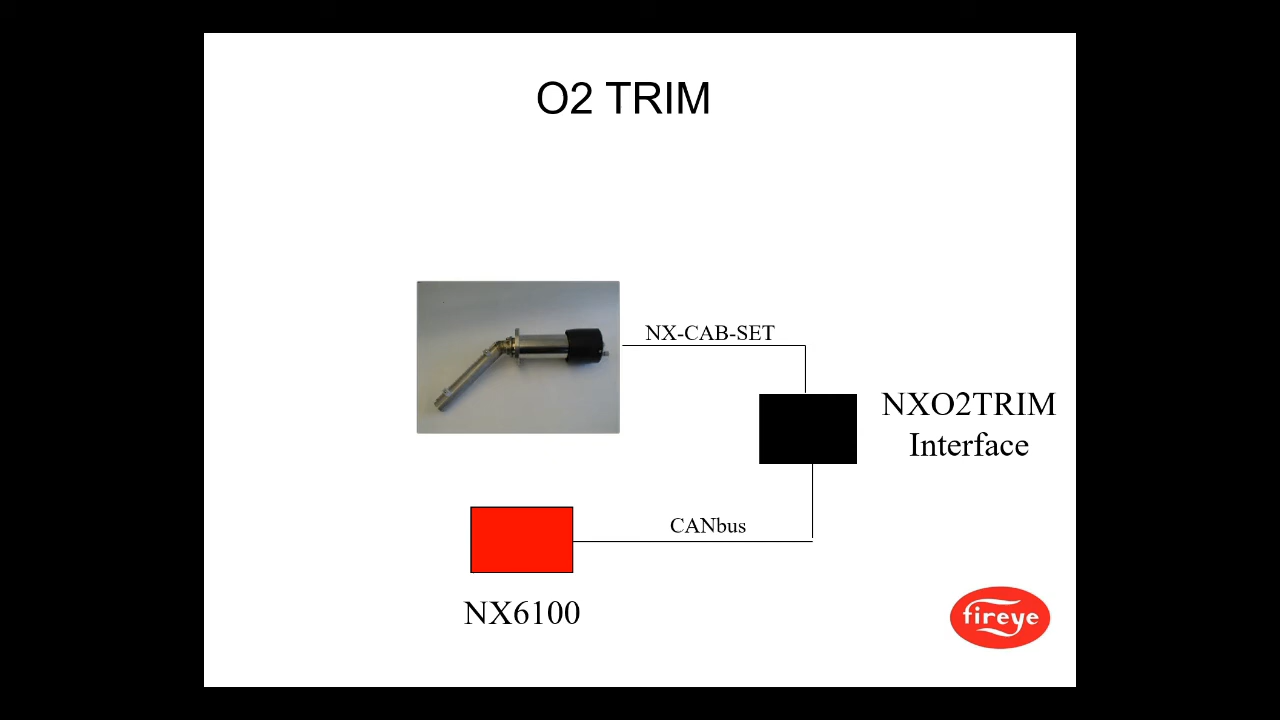 O2 TRIM
NX-CAB-SET
NXO2TRIM
Interface
CANbus
NX6100
fireye